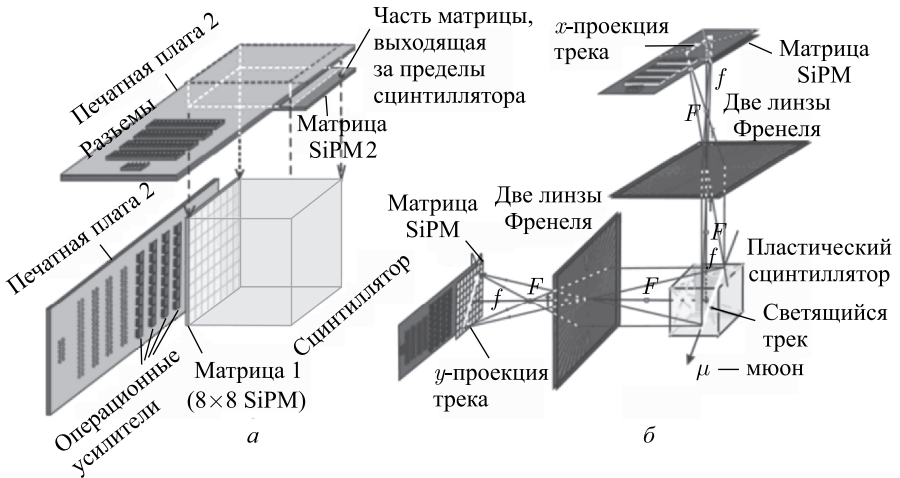 Печатная плата 2
Разъемы
Часть матрицы,
выходящая
за пределы
сцинтиллятора
Матрица
SiPM 2
Печатная плата 2
Сцинтиллятор
Операционные
усилители
Матрица 1
(8×8 SiPM)
а
x-проекция
трека
Матрица
SiPM
f
F
Две линзы
Френеля
Матрица
SiPM
Две линзы
Френеля
F
f
Пластический
сцинтиллятор
f
F
F
Светящийся
трек
y-проекция
трека
μ — мюон
б